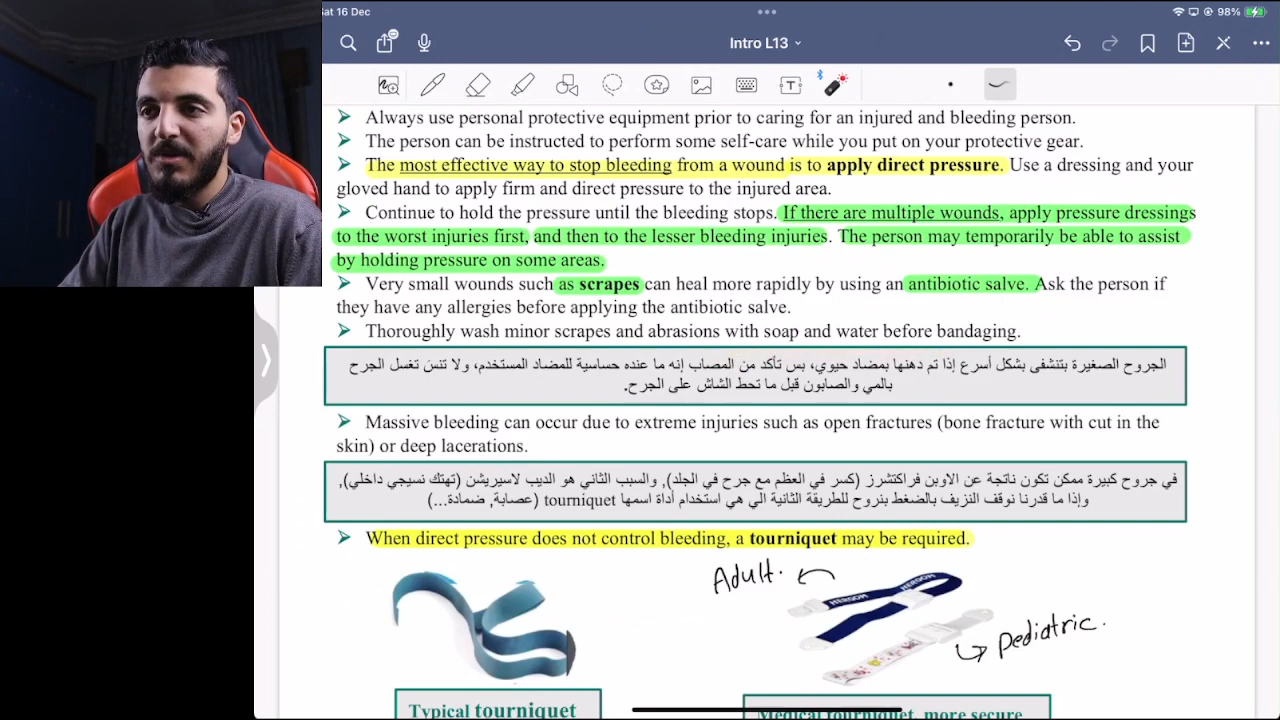 Sat 16 Dec
98%
Intro L13
T
➤ Always use personal protective equipment prior to caring for an injured and bleeding person.
➤ The person can be instructed to perform some self-care while you put on your protective gear.
➤ The most effective way to stop bleeding from a wound is to apply direct pressure. Use a dressing and your
gloved hand to apply firm and direct pressure to the injured area.
➤ Continue to hold the pressure until the bleeding stops. If there are multiple wounds, apply pressure dressings
to the worst injuries first, and then to the lesser bleeding injuries. The person may temporarily be able to assist
by holding pressure on some areas.
➤ Very small wounds such as scrapes can heal more rapidly by using an antibiotic salve. Ask the person if
they have any allergies before applying the antibiotic salve.
➤ Thoroughly wash minor scrapes and abrasions with soap and water before bandaging.
الجروح الصغيرة بتتشفى بشكل أسرع إذا تم دهنها بمضاد حيوي، بس تأكد من المصاب إنه ما عنده حساسية للمضاد المستخدم، ولا تنسَ تغسل الجرح
بالمي والصابون قبل ما تحط الشاش على الجرح.
➤ Massive bleeding can occur due to extreme injuries such as open fractures (bone fracture with cut in the
skin) or deep lacerations.
في جروح كبيرة ممكن تكون ناتجة عن الاوبن فراكتشرز (كسر في العظم مع جرح في الجلد), والسبب الثاني هو الديب لاسيريشن (تهتك نسيجي داخلي),
وإذا ما قدرنا نوقف النزيف بالضغط بنروح للطريقة الثانية الي هي استخدام أداة اسمها tourniquet (عصابة, ضمادة...)
➤ When direct pressure does not control bleeding, a tourniquet may be required.
Adult.
HEROOM
HEROOM
pediatric.
Typical tourniquet
Medical tourniquet, more secure